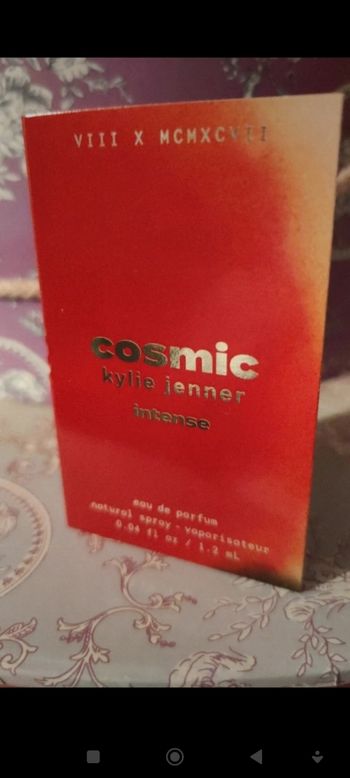 VIII X MCMXCVII
cosmic
kylie jenner
intense
eau de parfum
natural spray - vaporisateur
0.04 fl oz / 1.2 mL